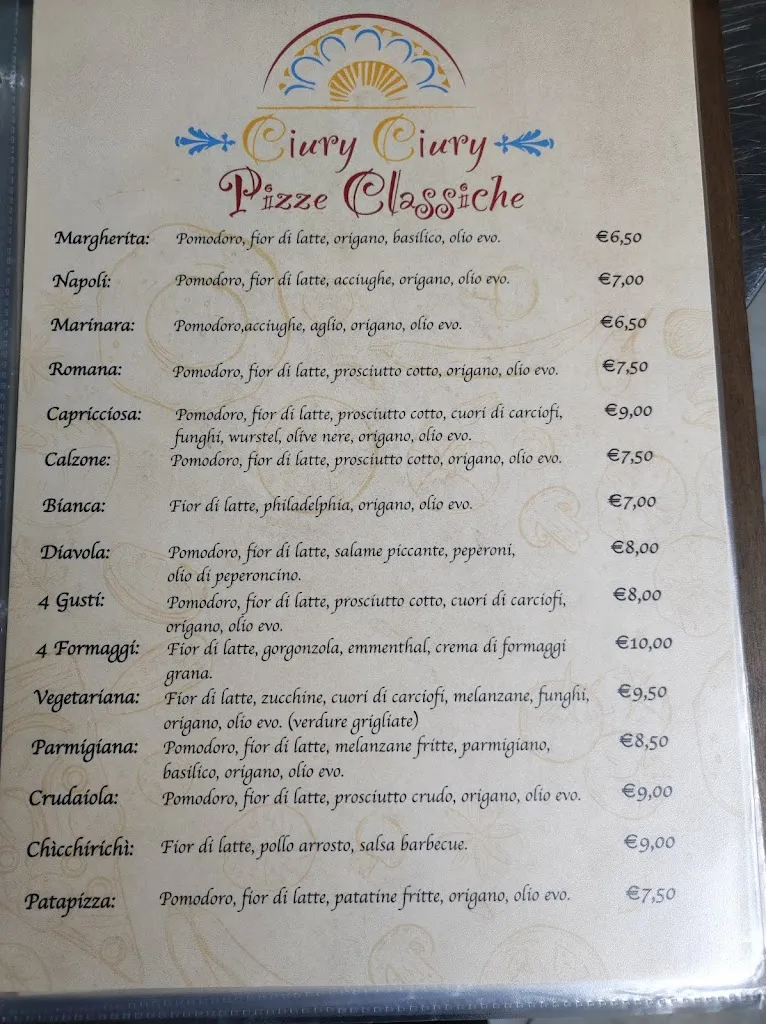 Ciury Ciury
Pizze Classiche
Margherita: Pomodoro, fior di latte, origano, basilico, olio evo. €6,50
Napoli: Pomodoro, fior di latte, acciughe, origano, olio evo. €7,00
Marinara: Pomodoro,acciughe, aglio, origano, olio evo. €6,50
Romana: Pomodoro, fior di latte, prosciutto cotto, origano, olio evo. €7,50
Capricciosa: Pomodoro, fior di latte, prosciutto cotto, cuori di carciofi, €9,00
funghi, wurstel, olive nere, origano, olio evo.
Calzone: Pomodoro, fior di latte, prosciutto cotto, origano, olio evo. €7,50
Bianca: Fior di latte, philadelphia, origano, olio evo. €7,00
Diavola: Pomodoro, fior di latte, salame piccante, peperoni, €8,00
olio di peperoncino.
4 Gusti: Pomodoro, fior di latte, prosciutto cotto, cuori di carciofi, €8,00
origano, olio evo.
4 Formaggi: Fior di latte, gorgonzola, emmenthal, crema di formaggi €10,00
grana.
Vegetariana: Fior di latte, zucchine, cuori di carciofi, melanzane, funghi, €9,50
origano, olio evo. (verdure grigliate)
Parmigiana: Pomodoro, fior di latte, melanzane fritte, parmigiano, €8,50
basilico, origano, olio evo.
Crudaiola: Pomodoro, fior di latte, prosciutto crudo, origano, olio evo. €9,00
Chìcchirichì: Fior di latte, pollo arrosto, salsa barbecue. €9,00
Patapizza: Pomodoro, fior di latte, patatine fritte, origano, olio evo. €7,50